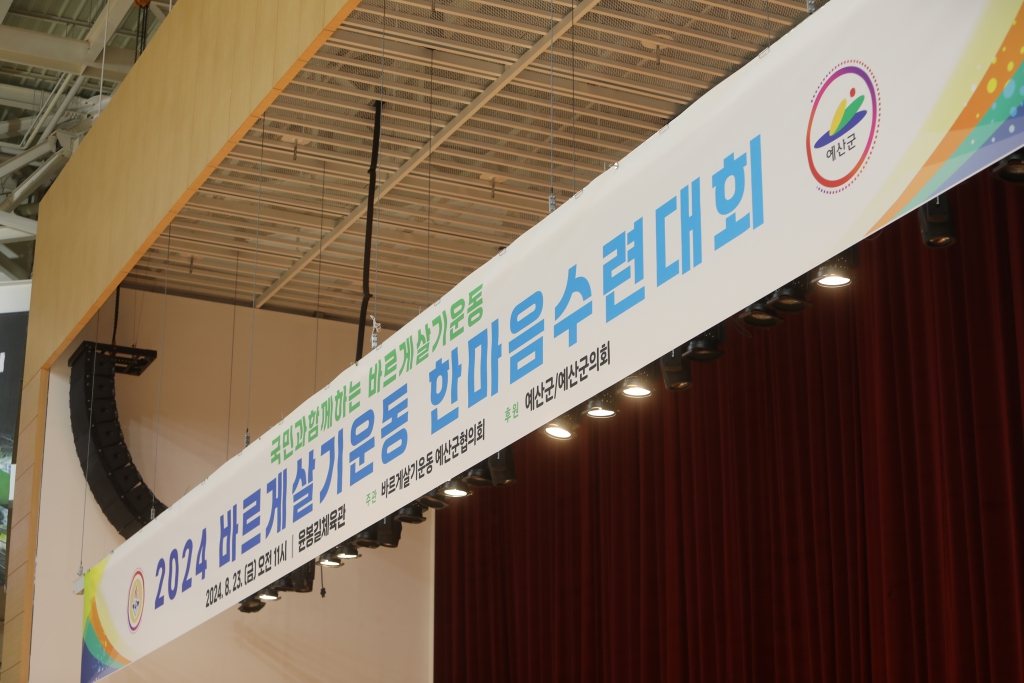 국민과함께하는 바르게살기운동
2024 바르게살기운동 한마음수련대회
2024. 8. 23. (금) 오전 11시 | 윤봉길체육관
주관 바르게살기운동 예산군협의회
후원 예산군/예산군의회
예산군